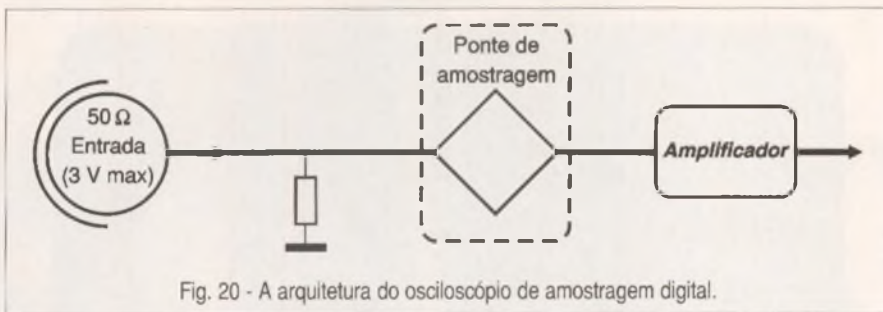 Ponte de
amostragem
50 Ω
Entrada
(3 V max)
Amplificador
Fig. 20 - A arquitetura do osciloscópio de amostragem digital.